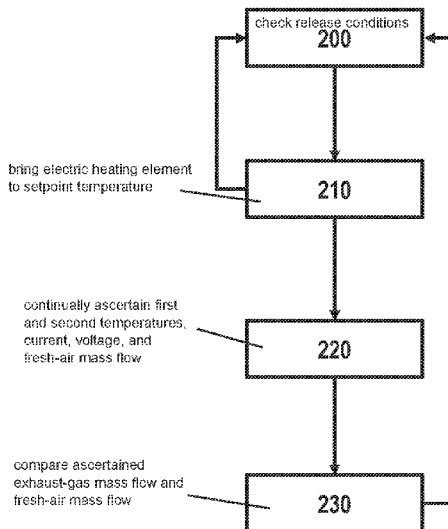 check release conditions
200
bring electric heating element
to setpoint temperature
210
continually ascertain first
and second temperatures,
current, voltage, and
fresh-air mass flow
220
compare ascertained
exhaust-gas mass flow and
fresh-air mass flow
230